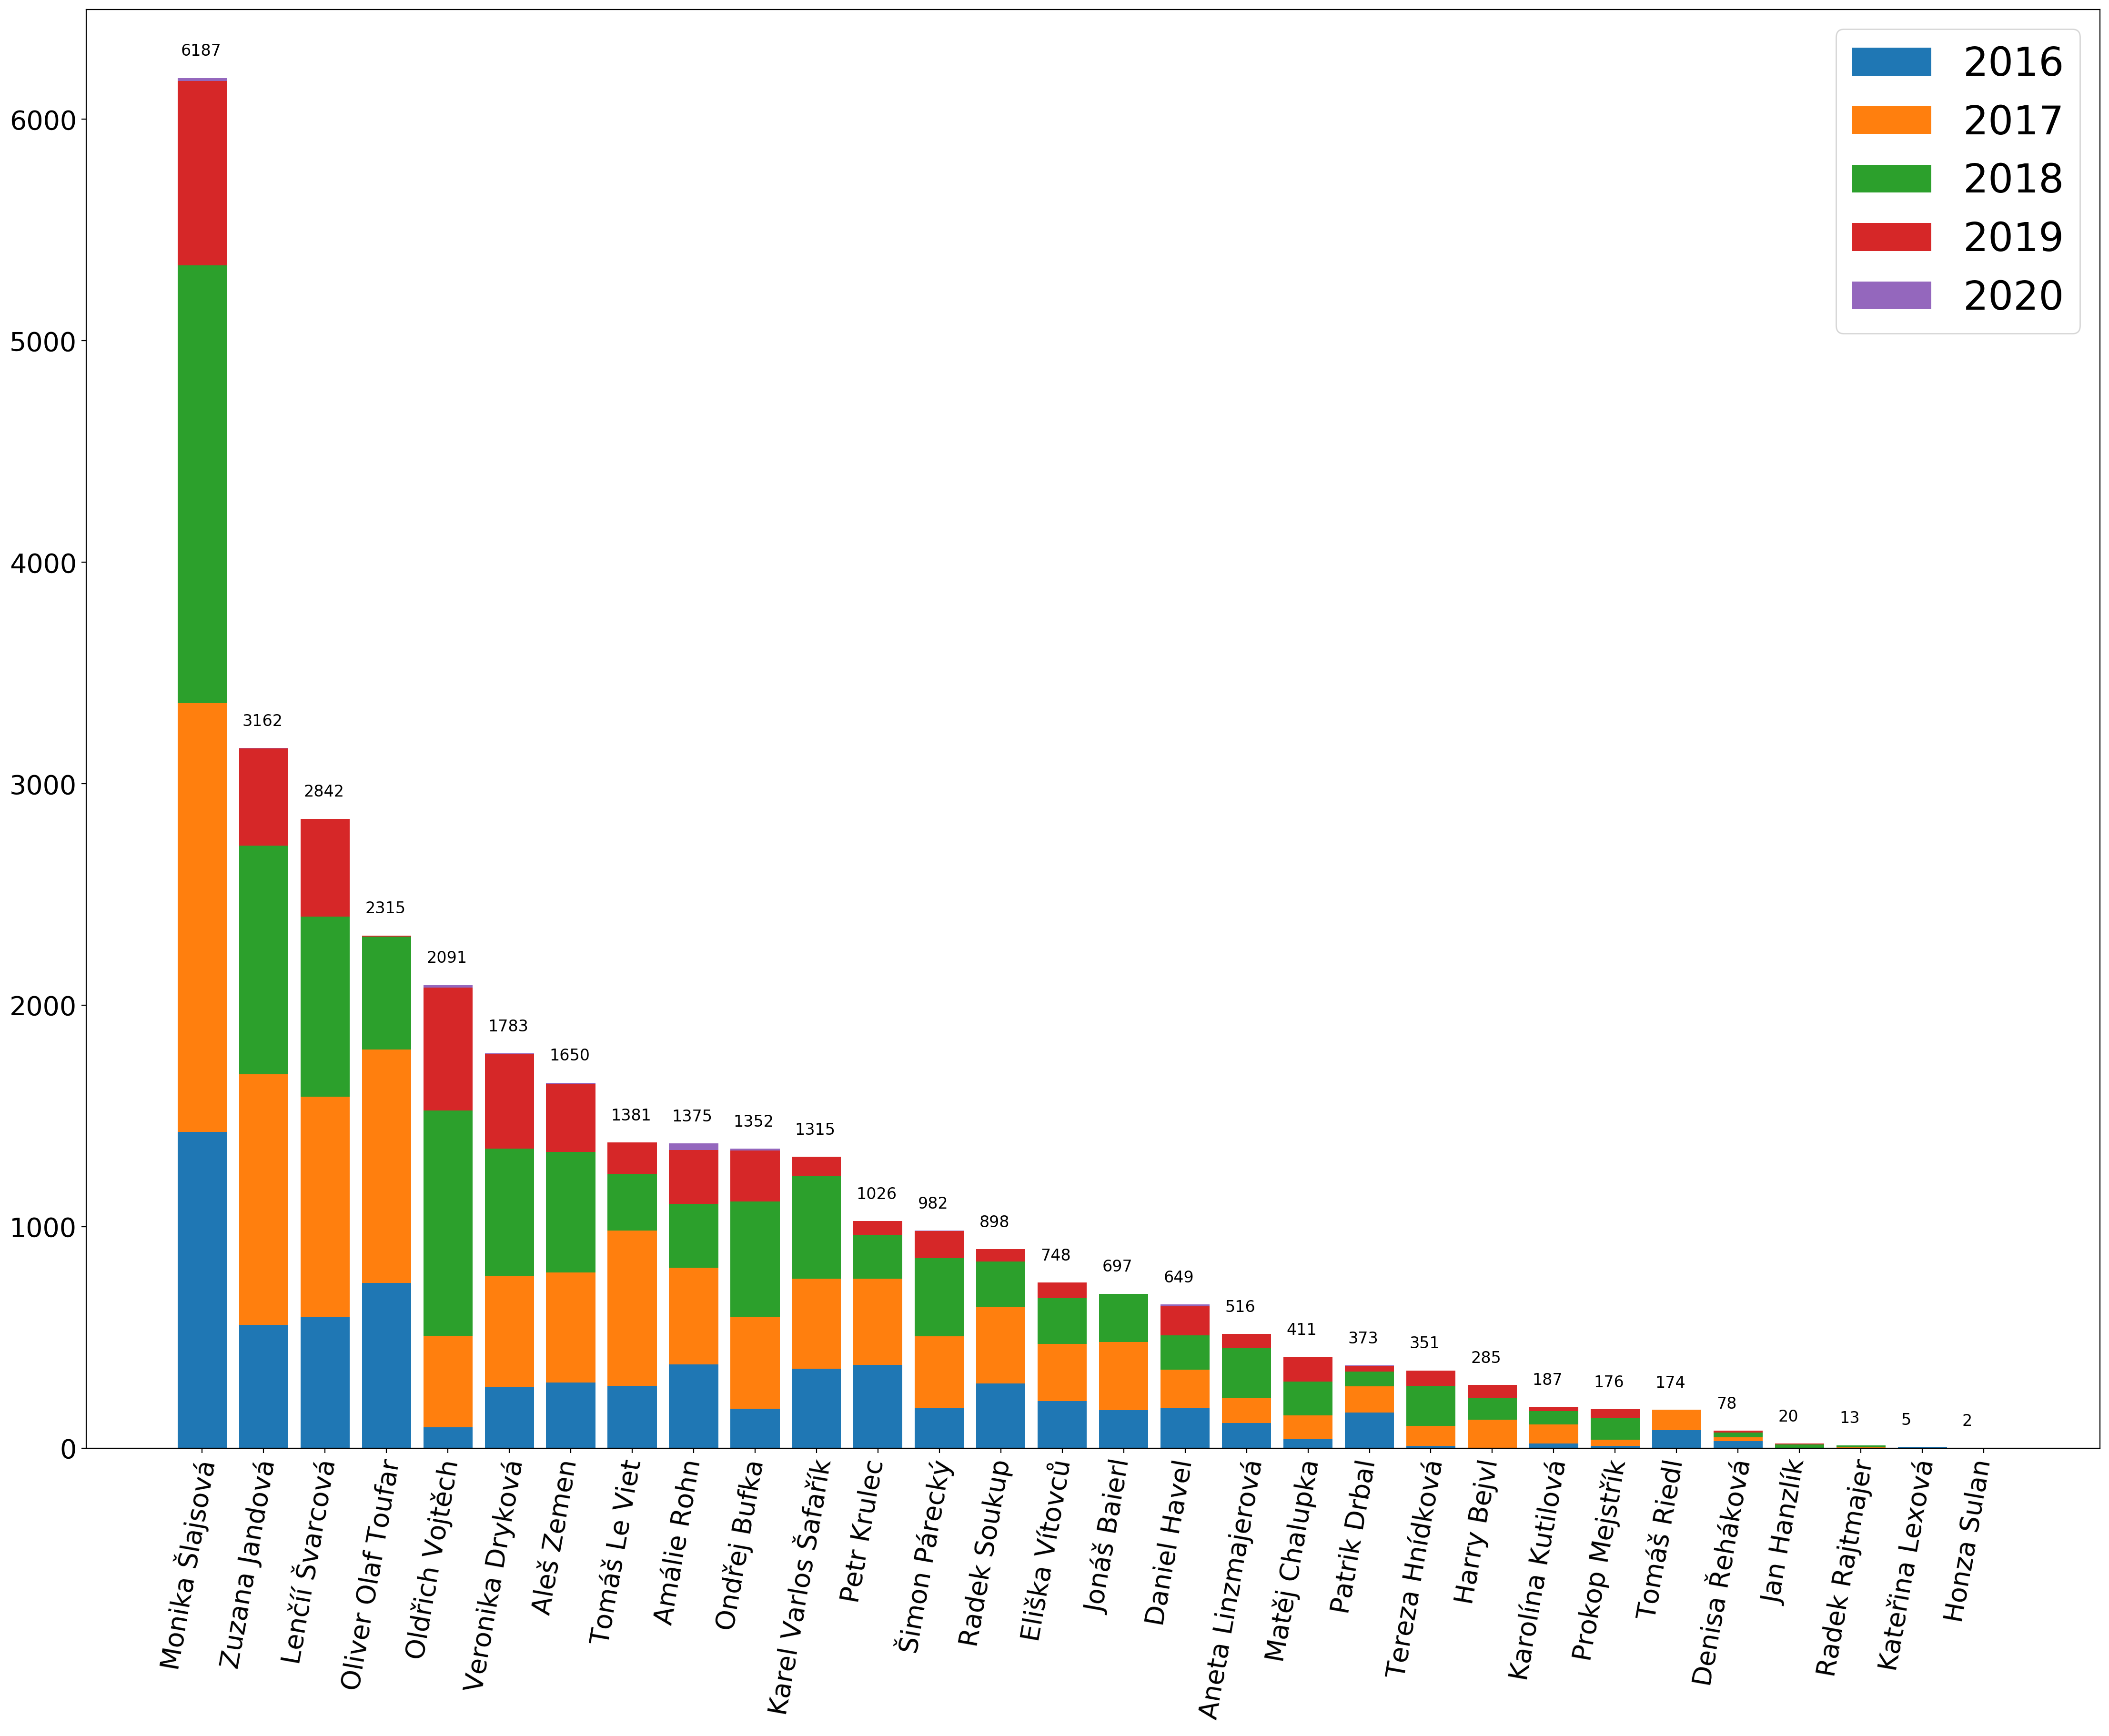 6187
3162
2842
2315
2091
1783
1650
1381
1375
1352
1315
1026
982
898
748
697
649
516
411
373
351
285
187
176
174
78
20
13
5
2
2016
2017
2018
2019
2020
6000
5000
4000
3000
2000
1000
0
Monika Šlajsová
Zuzana Jandová
Lenčíí Švarcová
Oliver Olaf Toufar
Oldřich Vojtěch
Veronika Dryková
Aleš Zemen
Tomáš Le Viet
Amálie Rohn
Ondřej Bufka
Karel Varlos Šafařík
Petr Krulec
Šimon Párecký
Radek Soukup
Eliška Vítovců
Jonáš Baierl
Daniel Havel
Aneta Linzmajerová
Matěj Chalupka
Patrik Drbal
Tereza Hnídková
Harry Bejvl
Karolína Kutilová
Prokop Mejstřík
Tomáš Riedl
Denisa Řeháková
Jan Hanzlík
Radek Rajtmajer
Kateřina Lexová
Honza Sulan